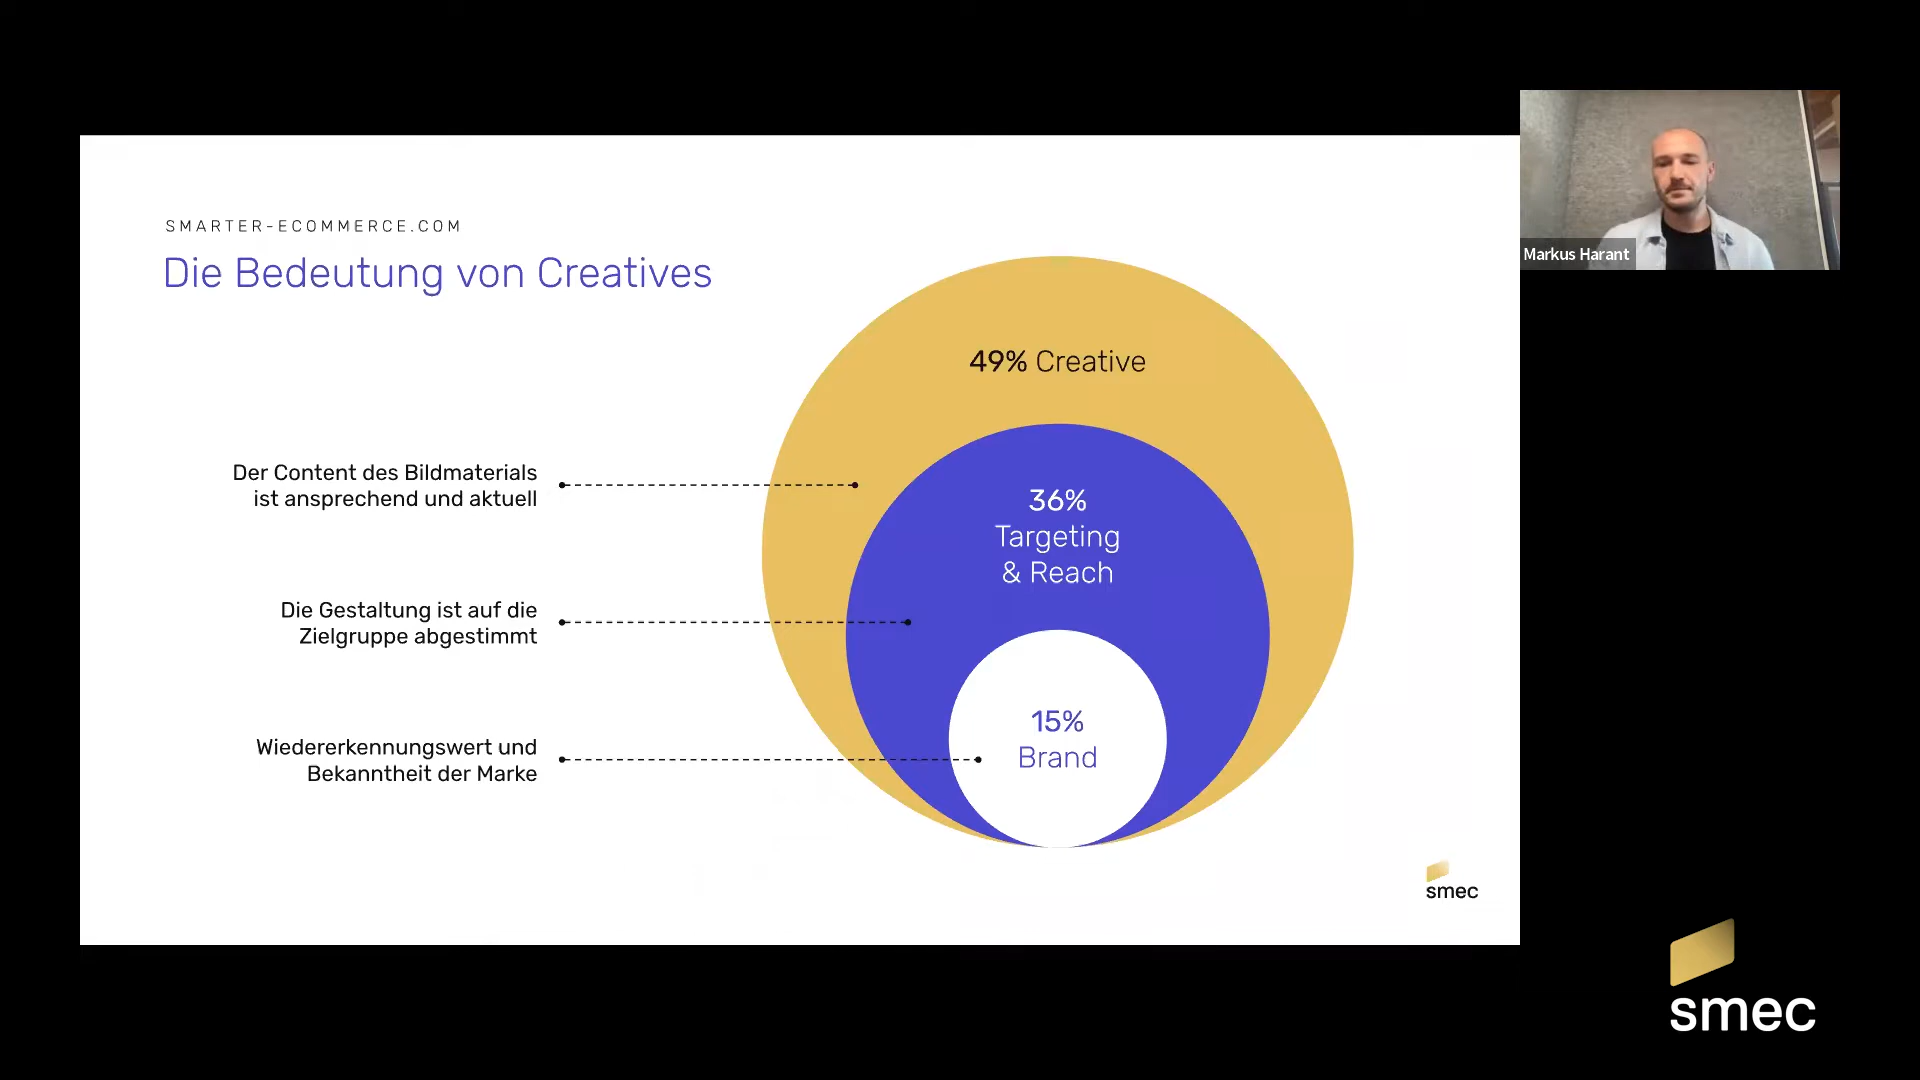 SMARTER-ECOMMERCE.COM
Die Bedeutung von Creatives
49% Creative
Der Content des Bildmaterials
ist ansprechend und aktuell
36%
Targeting
& Reach
Die Gestaltung ist auf die
Zielgruppe abgestimmt
15%
Brand
Wiedererkennungswert und
Bekanntheit der Marke
smec
Markus Harant
smec